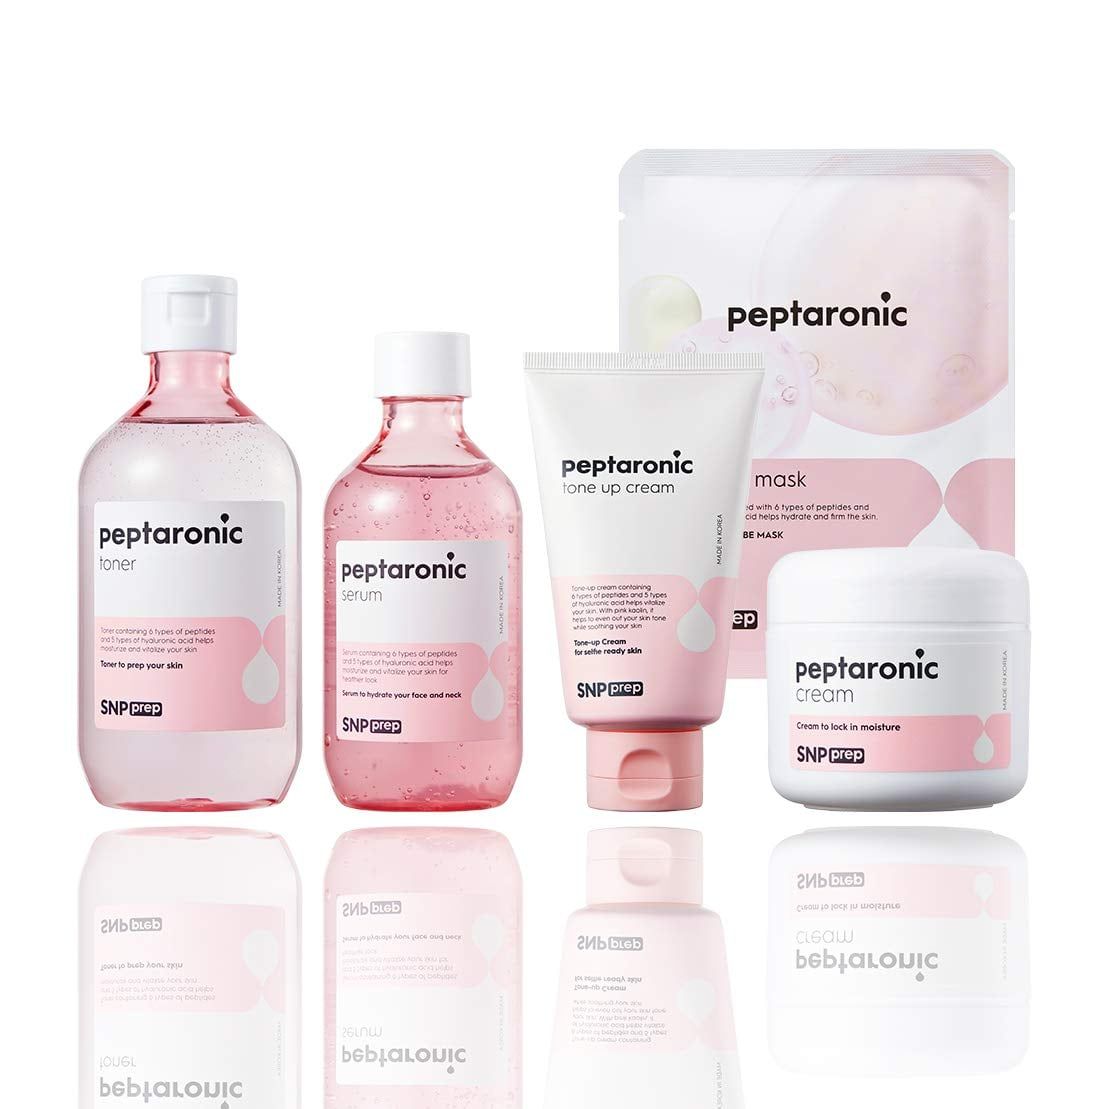 peptaronic
toner
MADE IN KOREA
Toner containing 6 types of peptides
and 5 types of hyaluronic acid helps
moisturize and vitalize your skin
Toner to prep your skin
SNP prep
peptaronic
serum
MADE IN KOREA
Serum containing 6 types of peptides
and 5 types of hyaluronic acid helps
moisturize and vitalize your skin for
healthier look
Serum to hydrate your face and neck
SNP prep
peptaronic
tone up cream
MADE IN KOREA
Tone-up cream containing
6 types of peptides and 5 types
of hyaluronic acid helps vitalize
your skin. With pink kaolin, it
helps to even out your skin tone
while soothing your skin
Tone-up Cream
for selfie ready skin
SNP prep
peptaronic
mask
with 6 types of peptides and
acid helps hydrate and firm the skin.
MASK
peptaronic
cream
MADE IN KOREA
Cream to lock in moisture
SNP prep